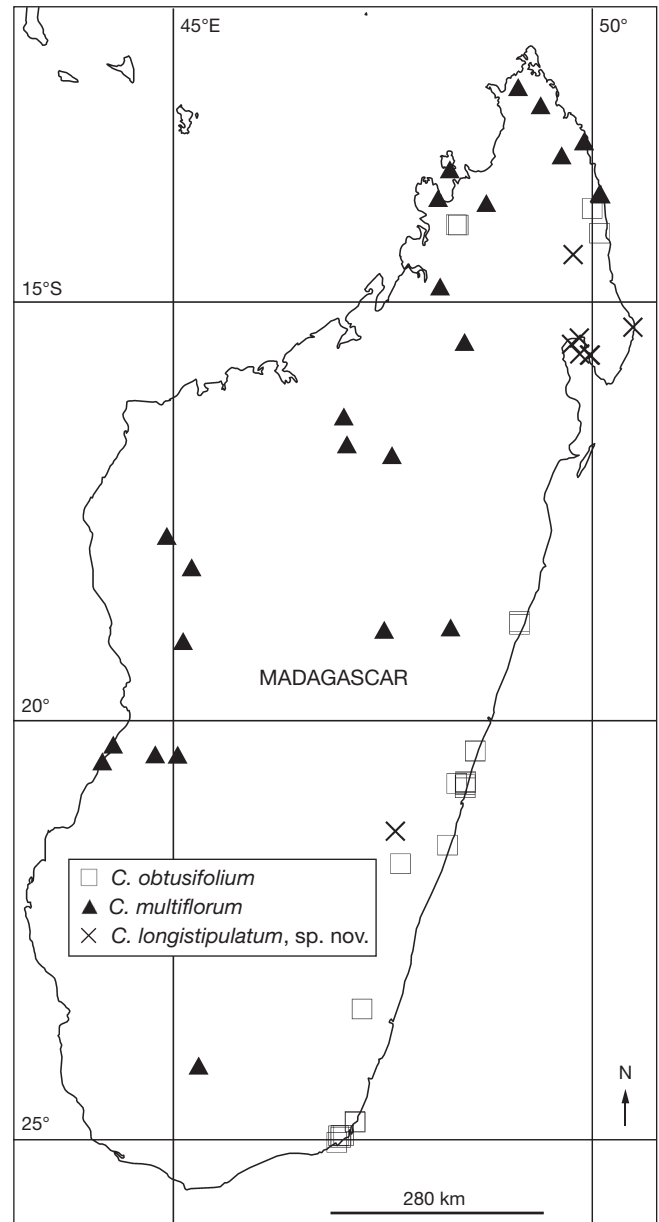 45°E
50°
15°S
MADAGASCAR
20°
C. obtusifolium
C. multiflorum
C. longistipulatum, sp. nov.
N
25°
280 km